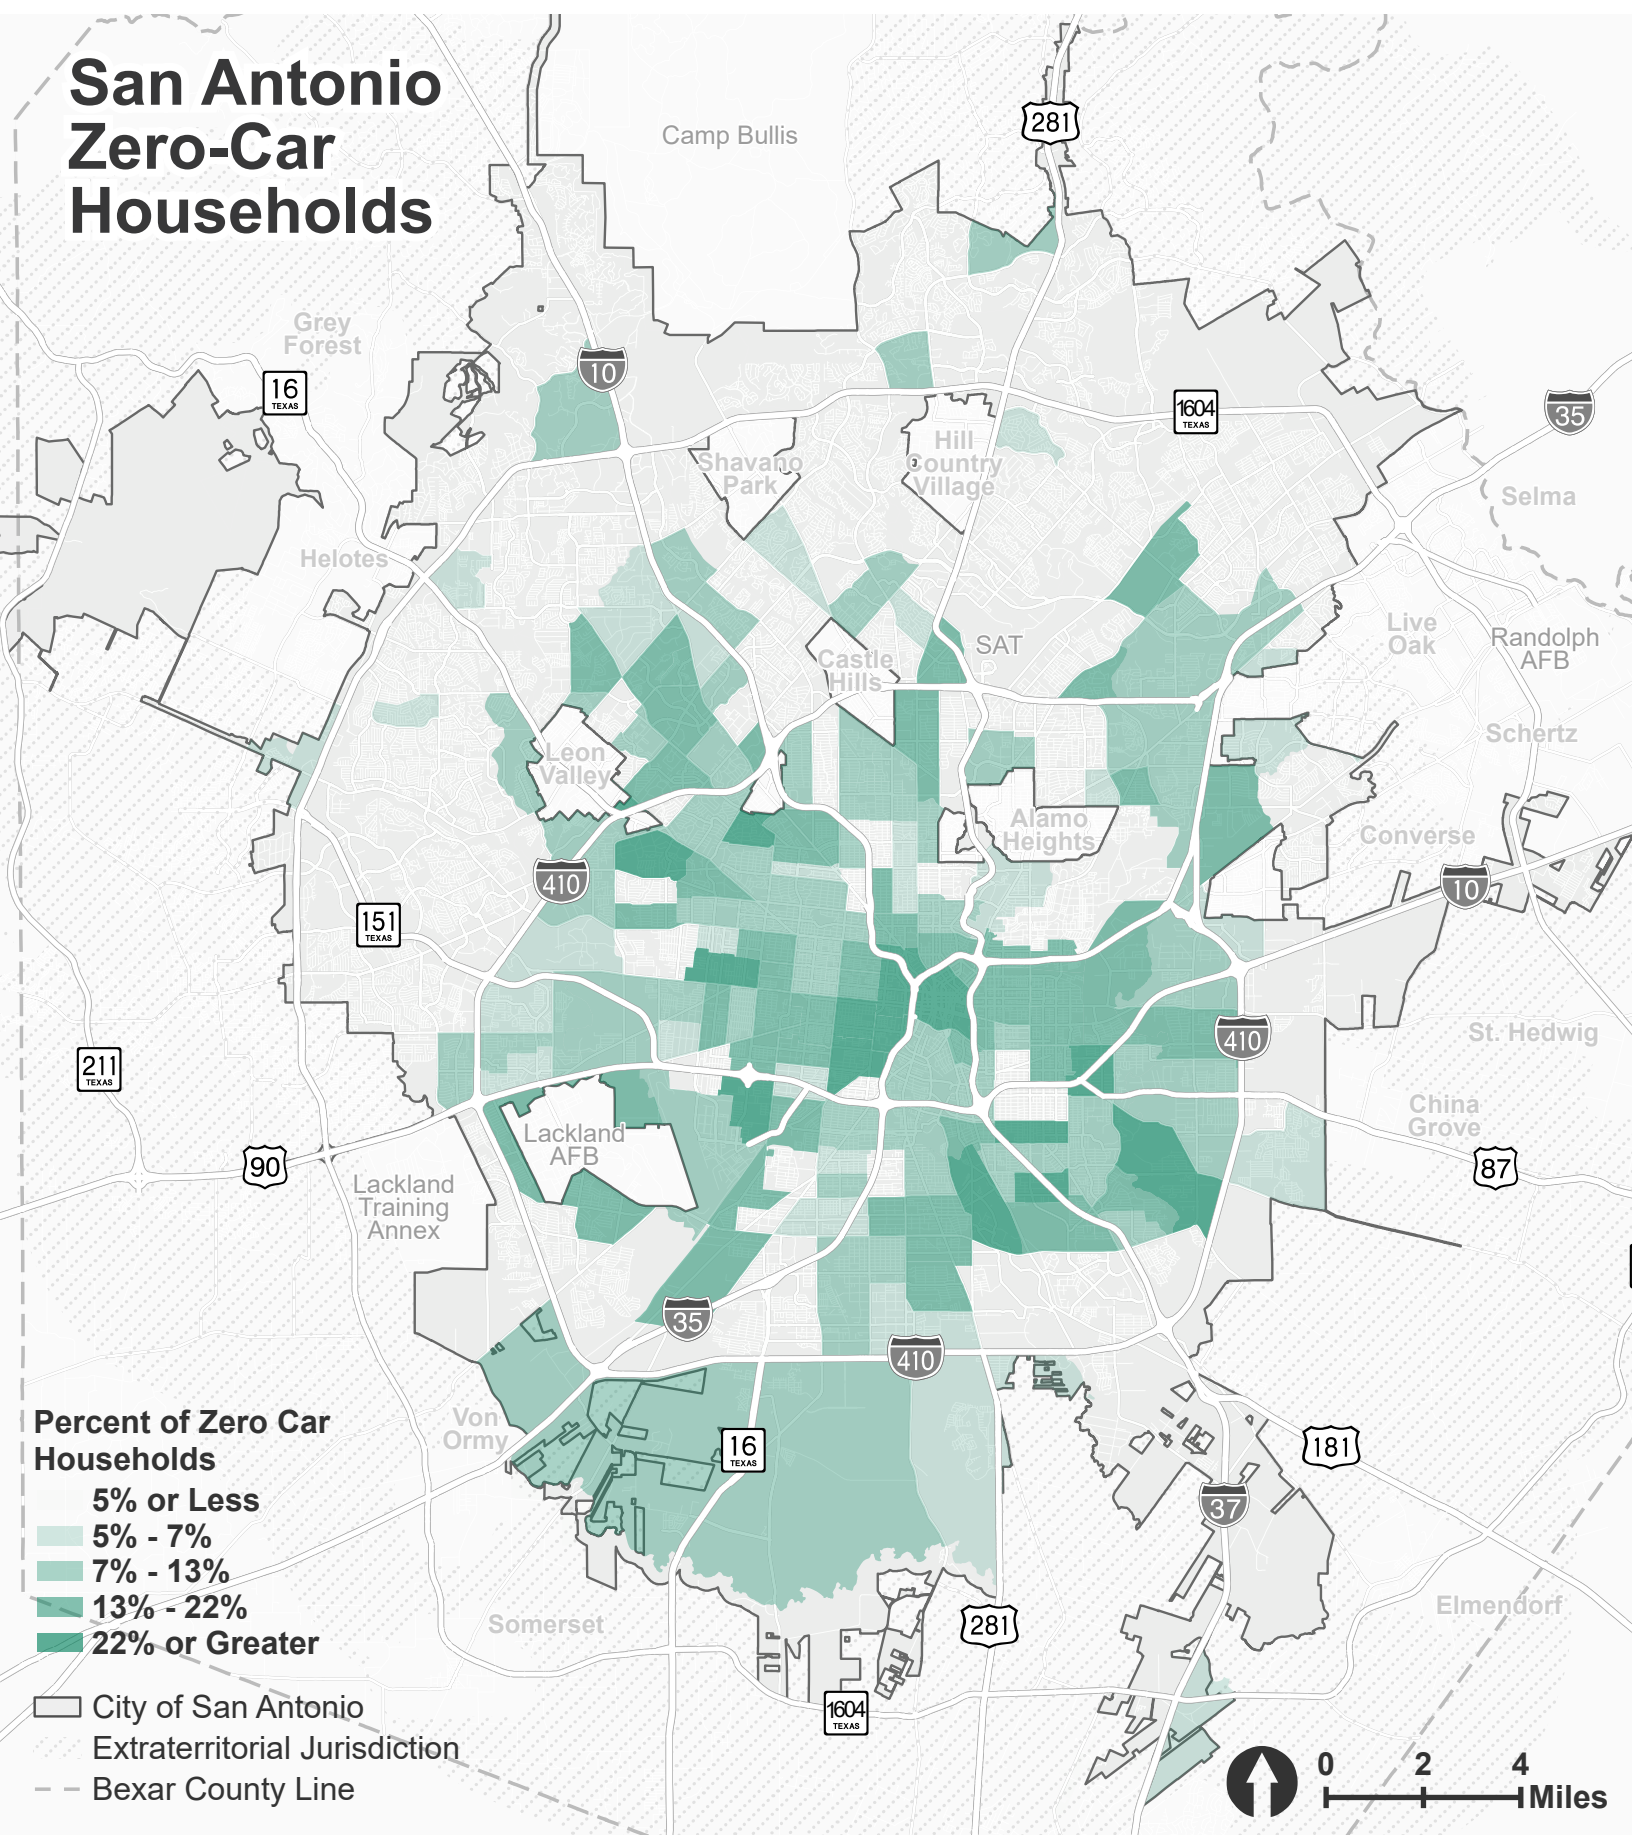 San Antonio
Zero-Car
Households
Camp Bullis
281
Grey
Forest
10
16
TEXAS
1604
TEXAS
35
Hill
Country
Village
Shavano
Park
Selma
Helotes
Live
Oak
Randolph
AFB
SAT
Castle
Hills
Schertz
Leon
Valley
Alamo
Heights
Converse
410
10
151
TEXAS
St. Hedwig
410
211
TEXAS
China
Grove
Lackland
AFB
90
87
Lackland
Training
Annex
35
410
Von
Ormy
16
TEXAS
181
37
Percent of Zero Car
Households
5% or Less
5% - 7%
7% - 13%
13% - 22%
22% or Greater
City of San Antonio
Extraterritorial Jurisdiction
Bexar County Line
Somerset
281
Elmendorf
1604
TEXAS
0 2 4
Miles